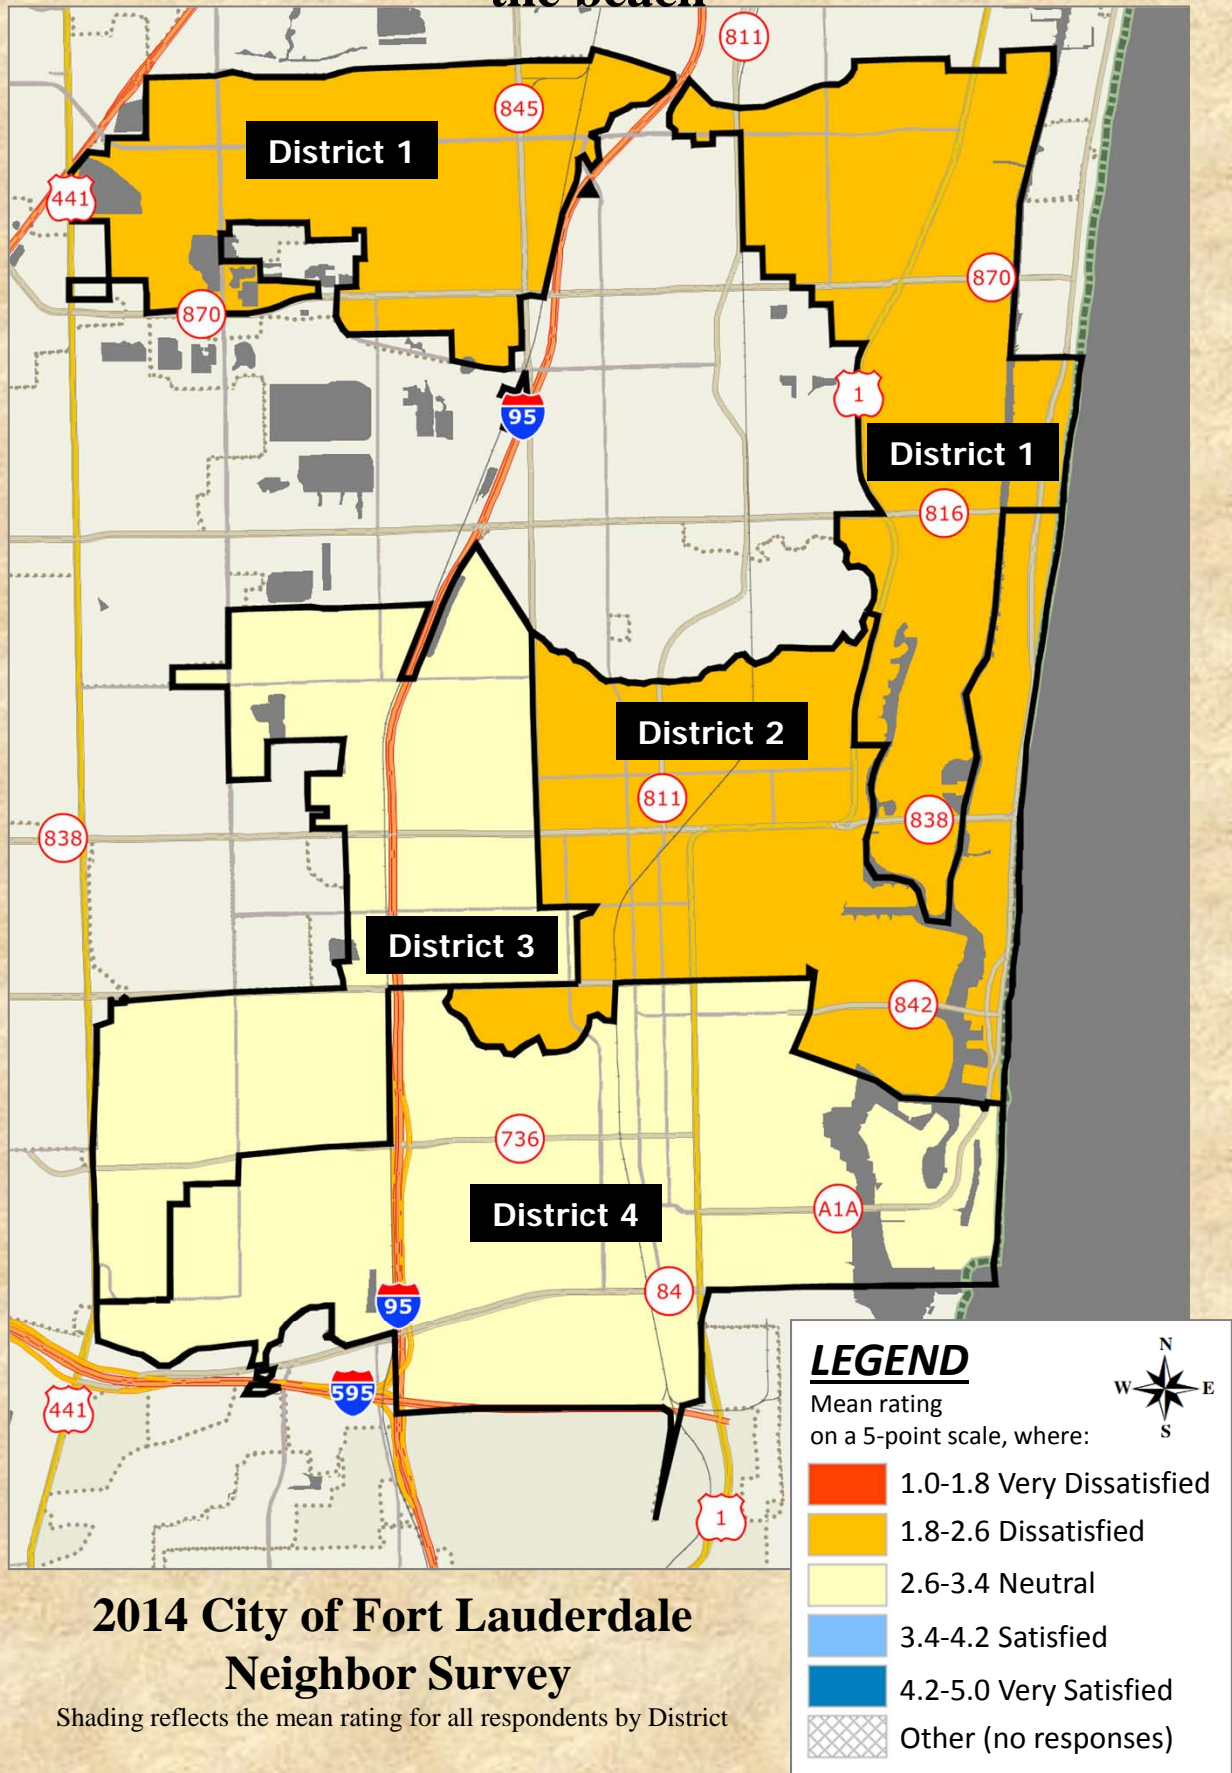 the beach
811
845
District 1
441
870
870
1
95
District 1
816
District 2
811
838
838
District 3
842
736
A1A
District 4
84
95
595
441
1
LEGEND
Mean rating
on a 5-point scale, where:
N
W E
S
1.0-1.8 Very Dissatisfied
1.8-2.6 Dissatisfied
2.6-3.4 Neutral
3.4-4.2 Satisfied
4.2-5.0 Very Satisfied
Other (no responses)
2014 City of Fort Lauderdale
Neighbor Survey
Shading reflects the mean rating for all respondents by District